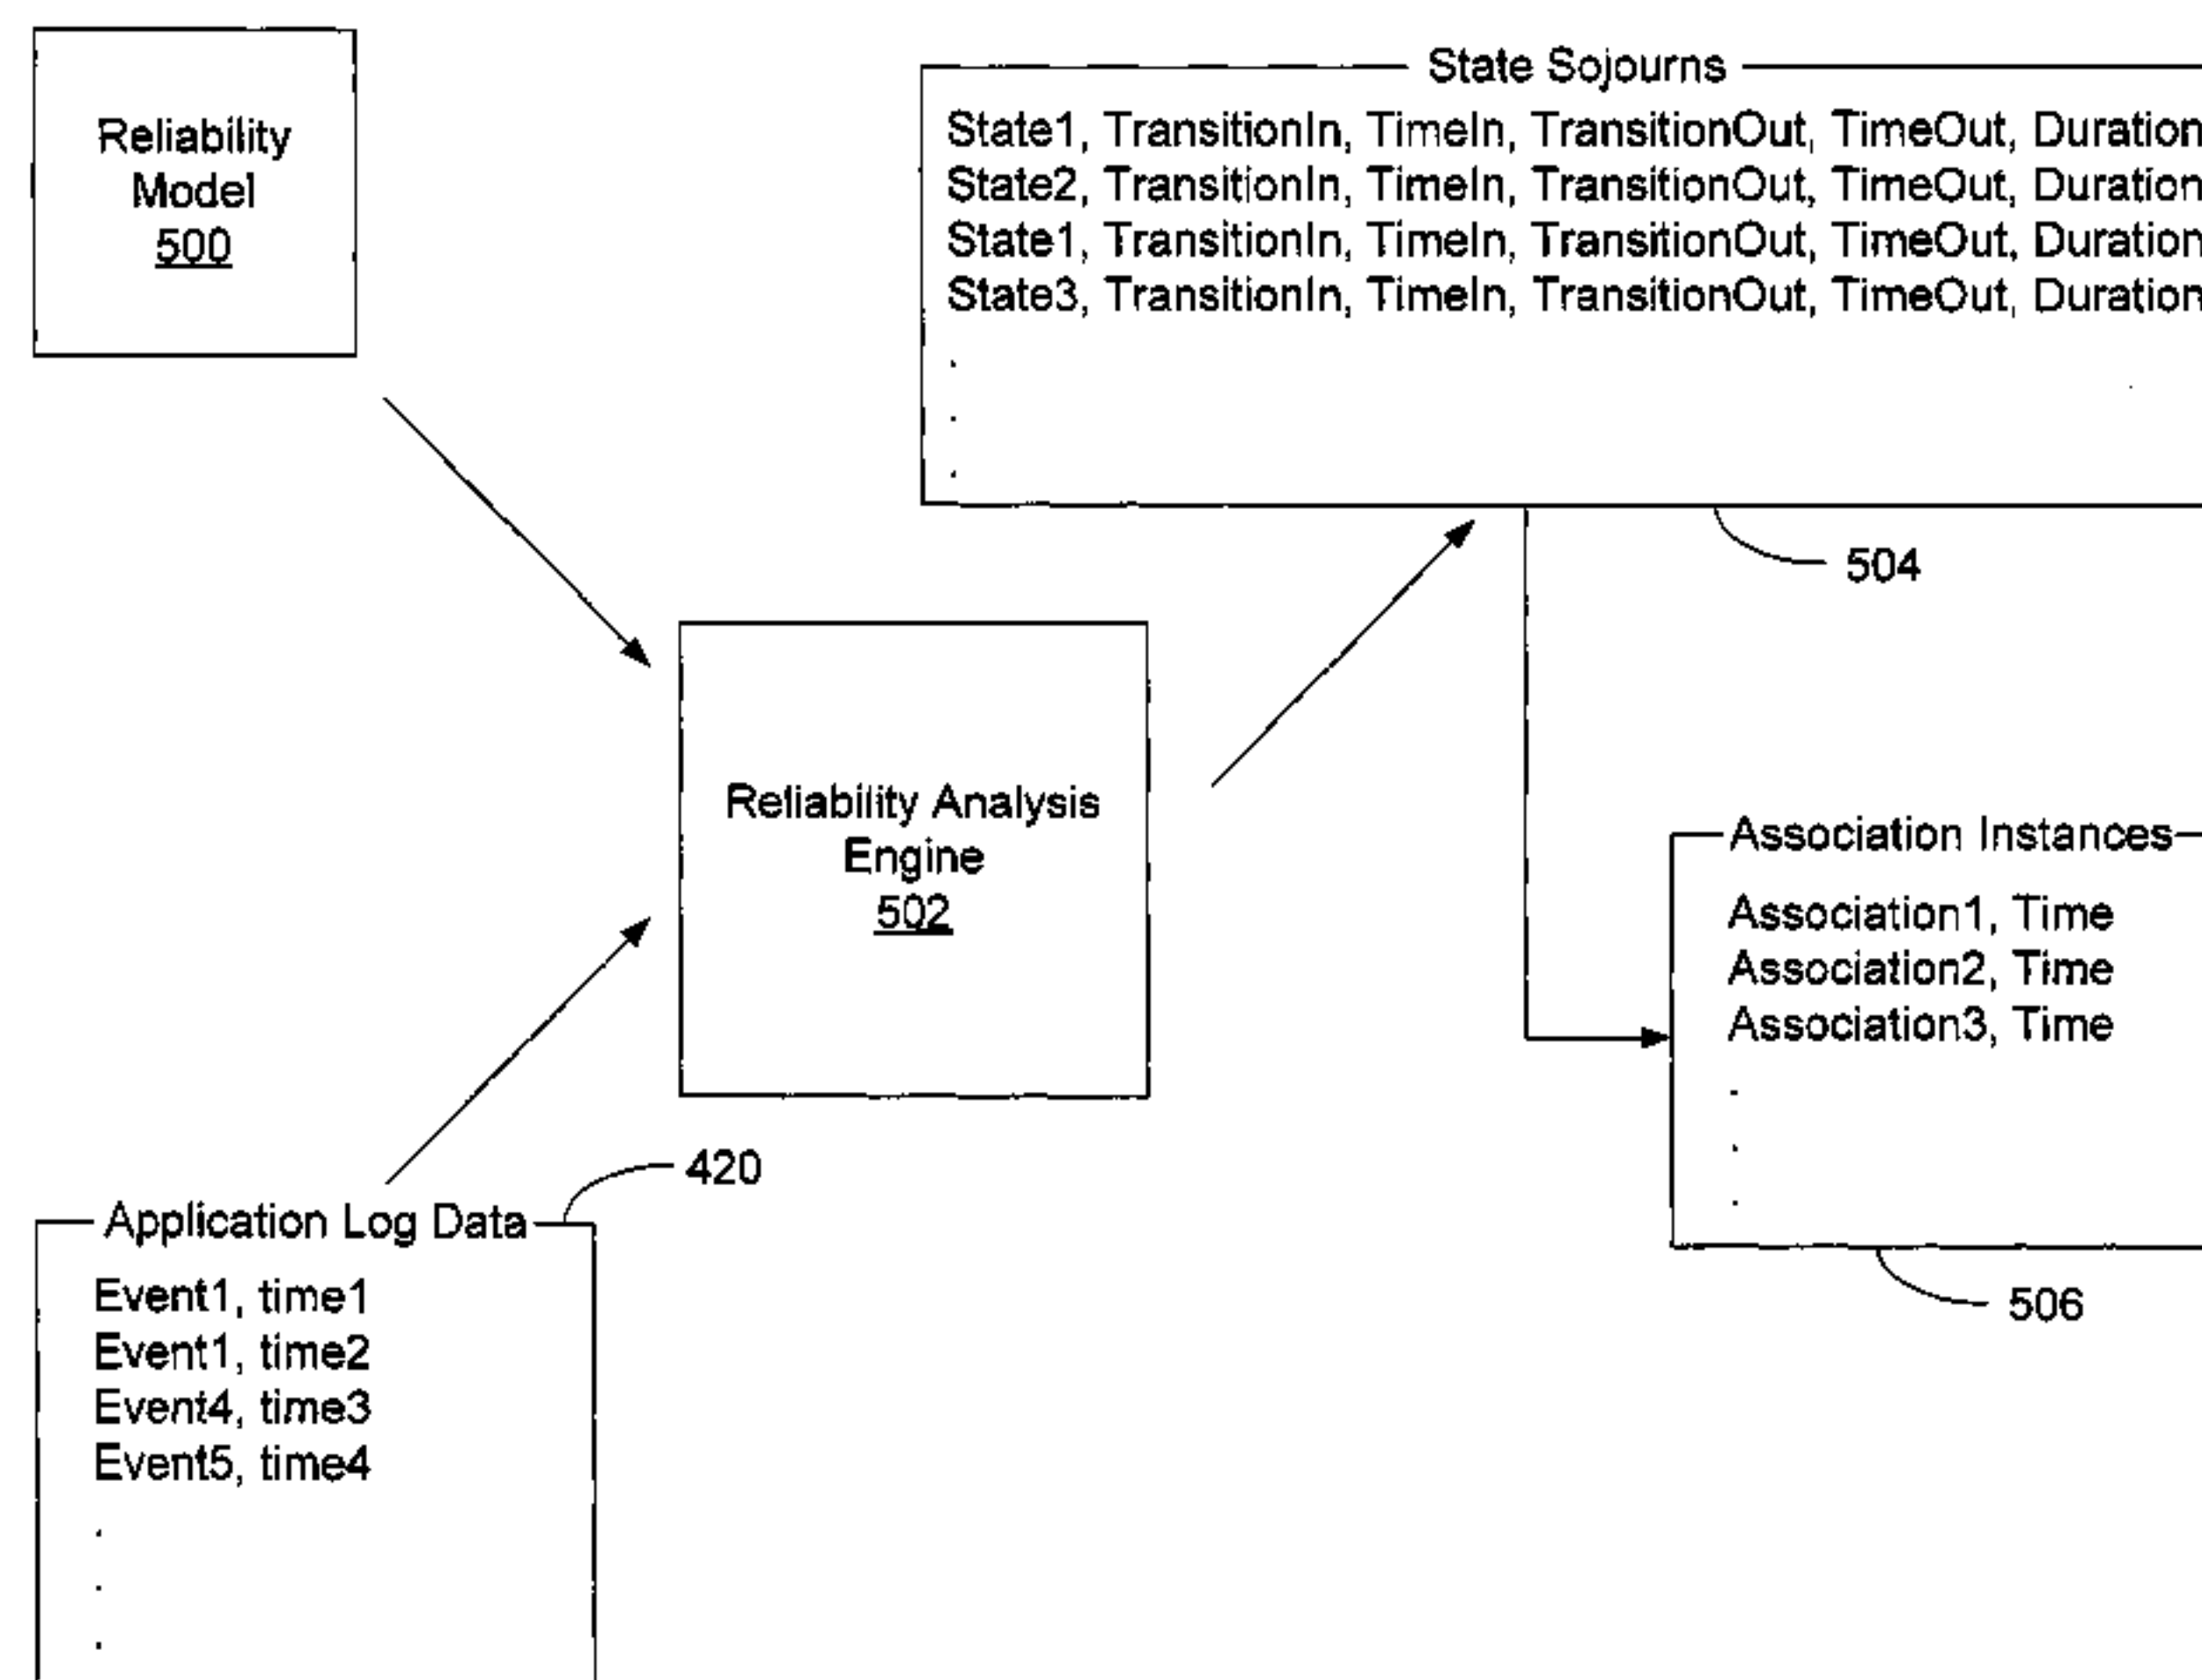 Reliability
Model
500
State Sojourns
State1, TransitionIn, TimeIn, TransitionOut, TimeOut, Duration
State2, TransitionIn, TimeIn, TransitionOut, TimeOut, Duration
State1, TransitionIn, TimeIn, TransitionOut, TimeOut, Duration
State3, TransitionIn, TimeIn, TransitionOut, TimeOut, Duration
.
.
.
504
Reliability Analysis
Engine
502
Association Instances
Association1, Time
Association2, Time
Association3, Time
.
.
.
506
420
Application Log Data
Event1, time1
Event1, time2
Event4, time3
Event5, time4
.
.
.